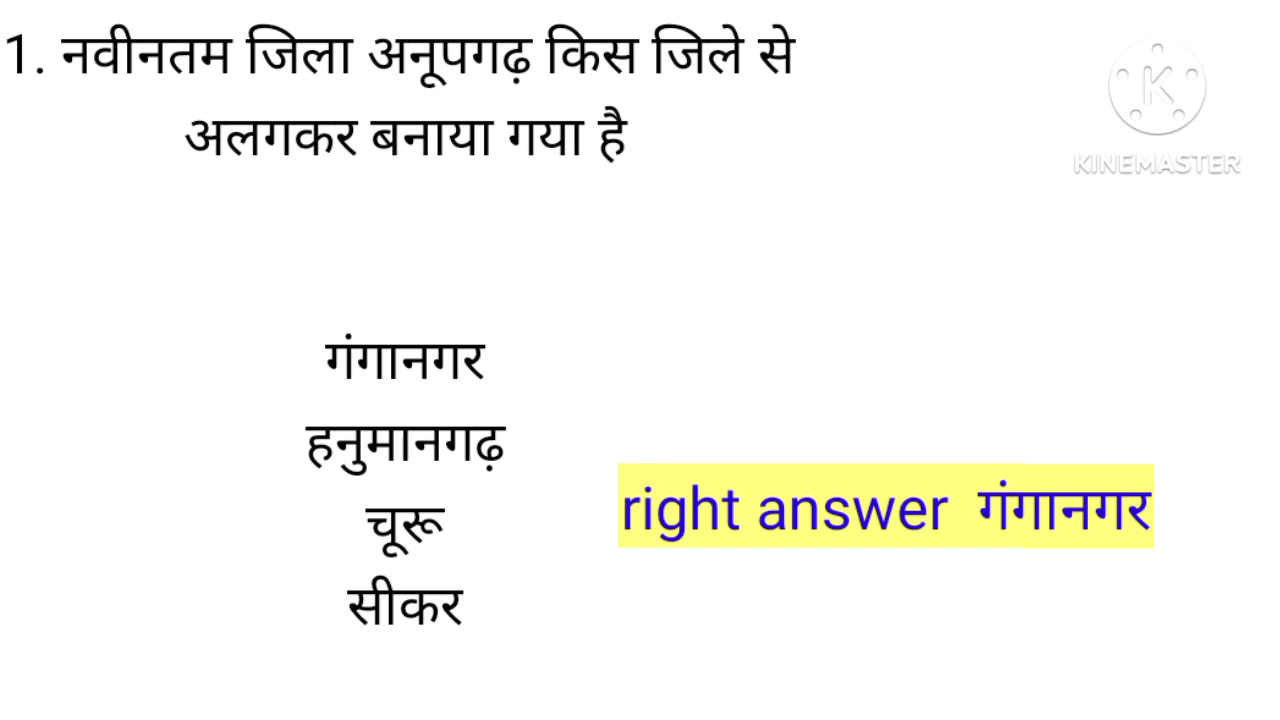 1. नवीनतम जिला अनूपगढ़ किस जिले से
अलगकर बनाया गया है
K
KINEMASTER
गंगानगर
हनुमानगढ़
चूरू
right answer गंगानगर
सीकर